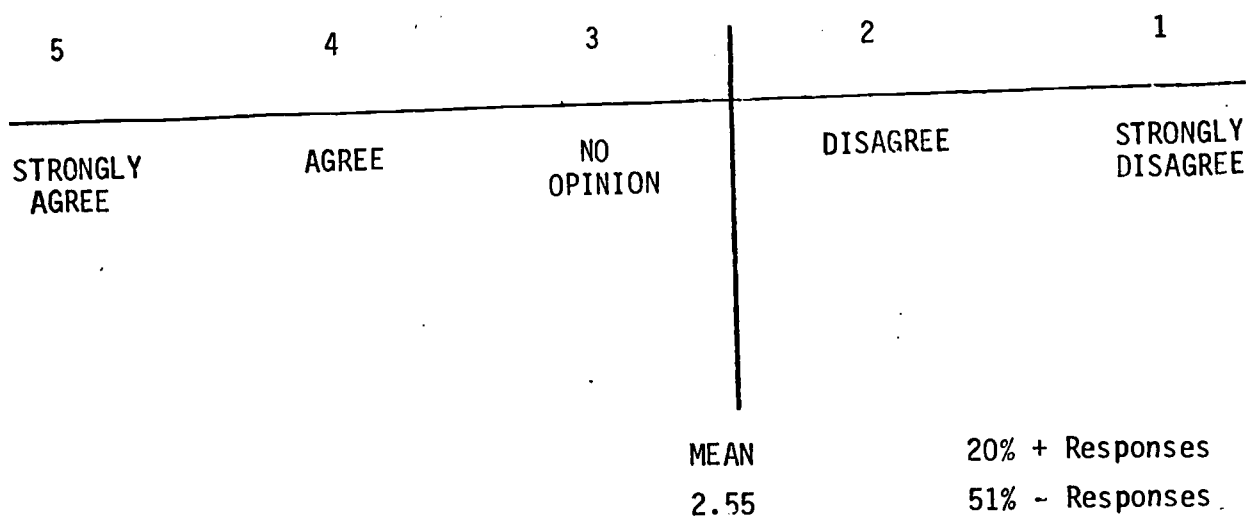 5 4 3 2 1
STRONGLY AGREE NO DISAGREE STRONGLY
AGREE OPINION DISAGREE
MEAN 20% + Responses
2.55 51% - Responses